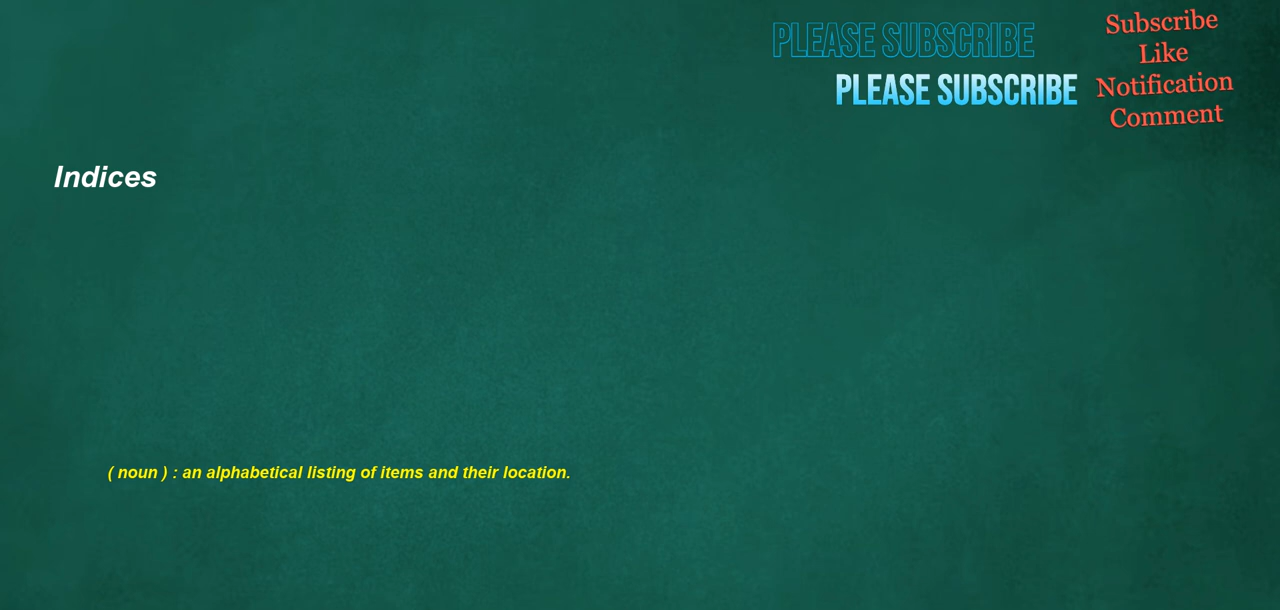 PLEASE SUBSCRIBE
PLEASE SUBSCRIBE
Subscribe
Like
Notification
Comment
Indices
( noun ) : an alphabetical listing of items and their location.